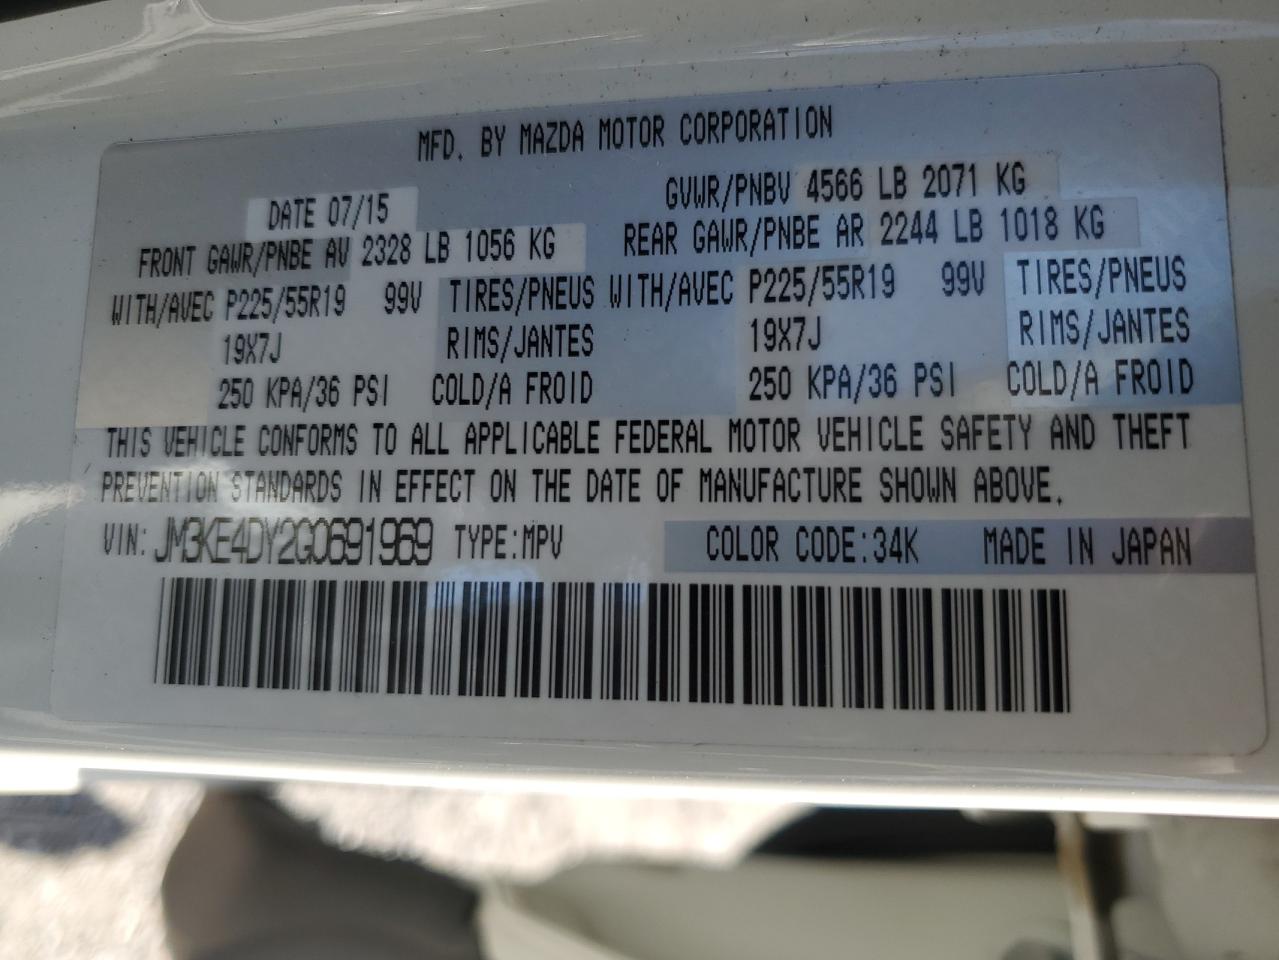 MFD. BY MAZDA MOTOR CORPORATION
DATE 07/15 GVWR/PNBV 4566 LB 2071 KG
FRONT GAWR/PNBE AV 2328 LB 1056 KG REAR GAWR/PNBE AR 2244 LB 1018 KG
WITH/AVEC P225/55R19 99V TIRES/PNEUS WITH/AVEC P225/55R19 99V TIRES/PNEUS
19X7J RIMS/JANTES 19X7J RIMS/JANTES
250 KPA/36 PSI COLD/A FROID 250 KPA/36 PSI COLD/A FROID
THIS VEHICLE CONFORMS TO ALL APPLICABLE FEDERAL MOTOR VEHICLE SAFETY AND THEFT
PREVENTION STANDARDS IN EFFECT ON THE DATE OF MANUFACTURE SHOWN ABOVE.
VIN: JM3KE4DY2G0691969 TYPE:MPV COLOR CODE:34K MADE IN JAPAN